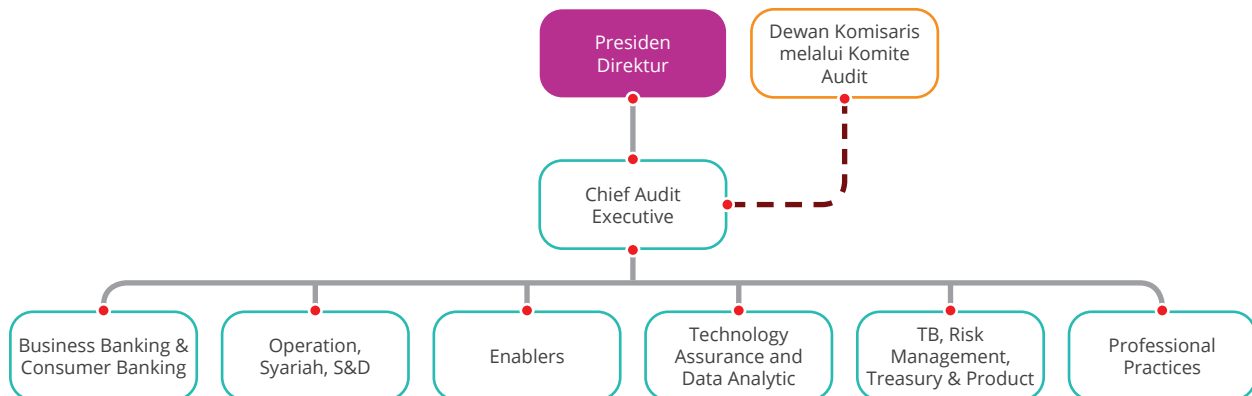 Presiden
Direktur
Dewan Komisaris
melalui Komite
Audit
Chief Audit
Executive
Business Banking &
Consumer Banking
Operation,
Syariah, S&D
Enablers
Technology
Assurance and
Data Analytic
TB, Risk
Management,
Treasury & Product
Professional
Practices